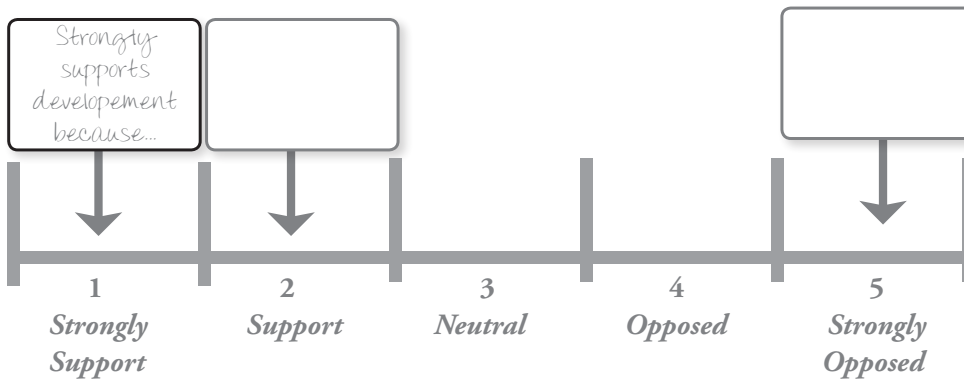 Strongly
supports
developement
because...
1
Strongly
Support
2
Support
3
Neutral
4
Opposed
5
Strongly
Opposed